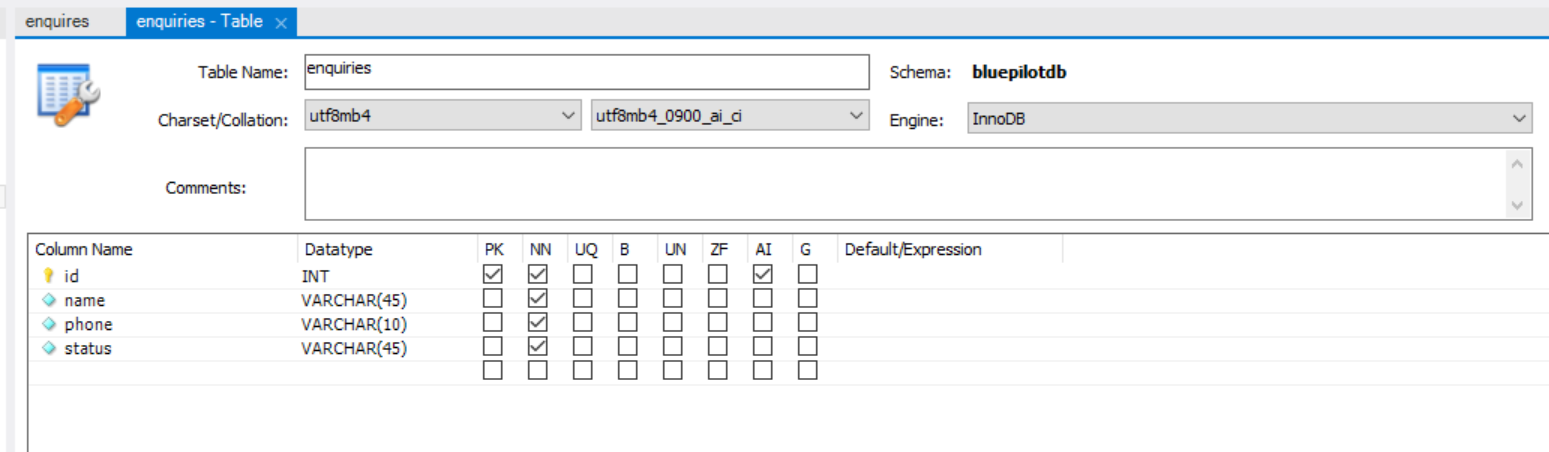 enquires enquiries - Table ×
Table Name: enquiries Schema: bluepilotdb
Charset/Collation: utf8mb4 utf8mb4_0900_ai_ci Engine: InnoDB
Comments:
Column Name Datatype PK NN UQ B UN ZF AI G Default/Expression
id INT
name VARCHAR(45)
phone VARCHAR(10)
status VARCHAR(45)